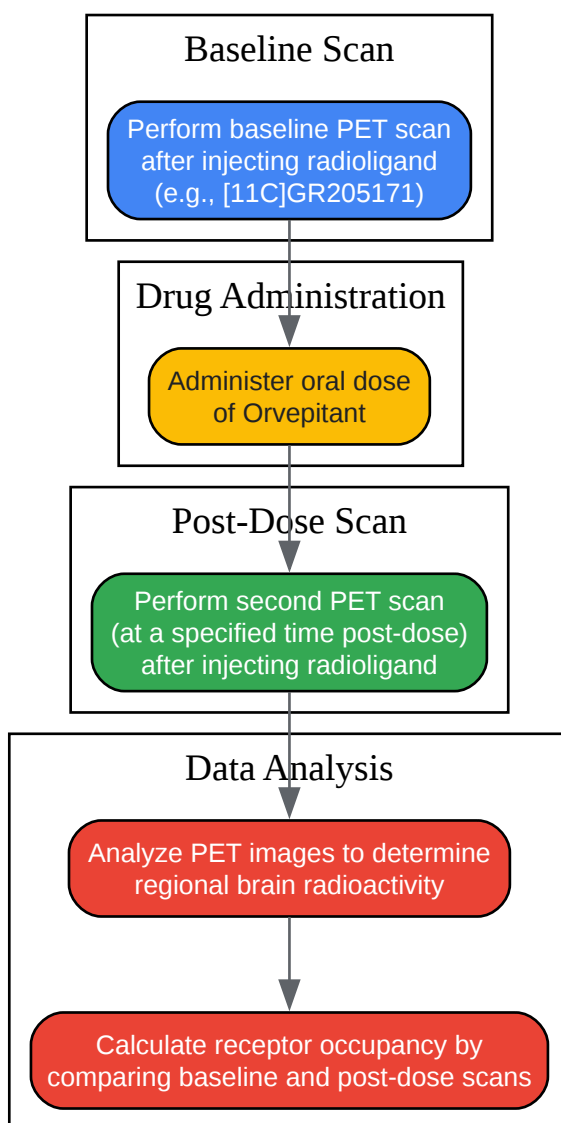 Baseline Scan
Perform baseline PET scan
after injecting radioligand
(e.g., [11C]GR205171)
Drug Administration
Administer oral dose
of Orvepitant
Post-Dose Scan
Perform second PET scan
(at a specified time post-dose)
after injecting radioligand
Data Analysis
Analyze PET images to determine
regional brain radioactivity
Calculate receptor occupancy by
comparing baseline and post-dose scans